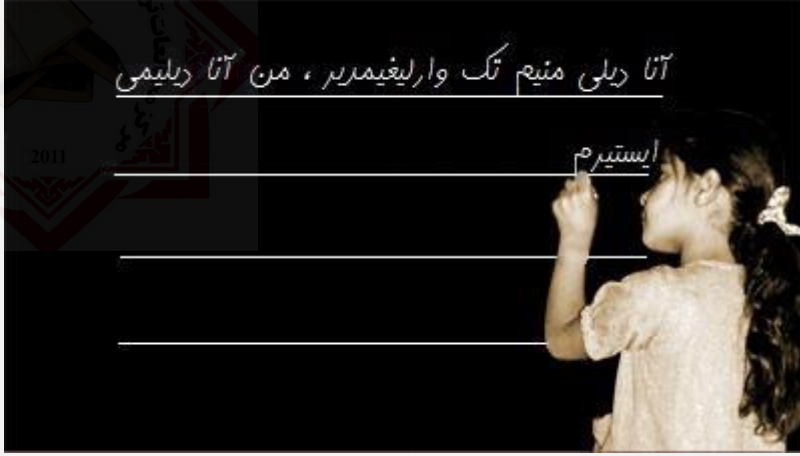 آنا دیلی منیم تک وارلیغیمدیر ، من آنا دیلیمی
ایستیرم
2011